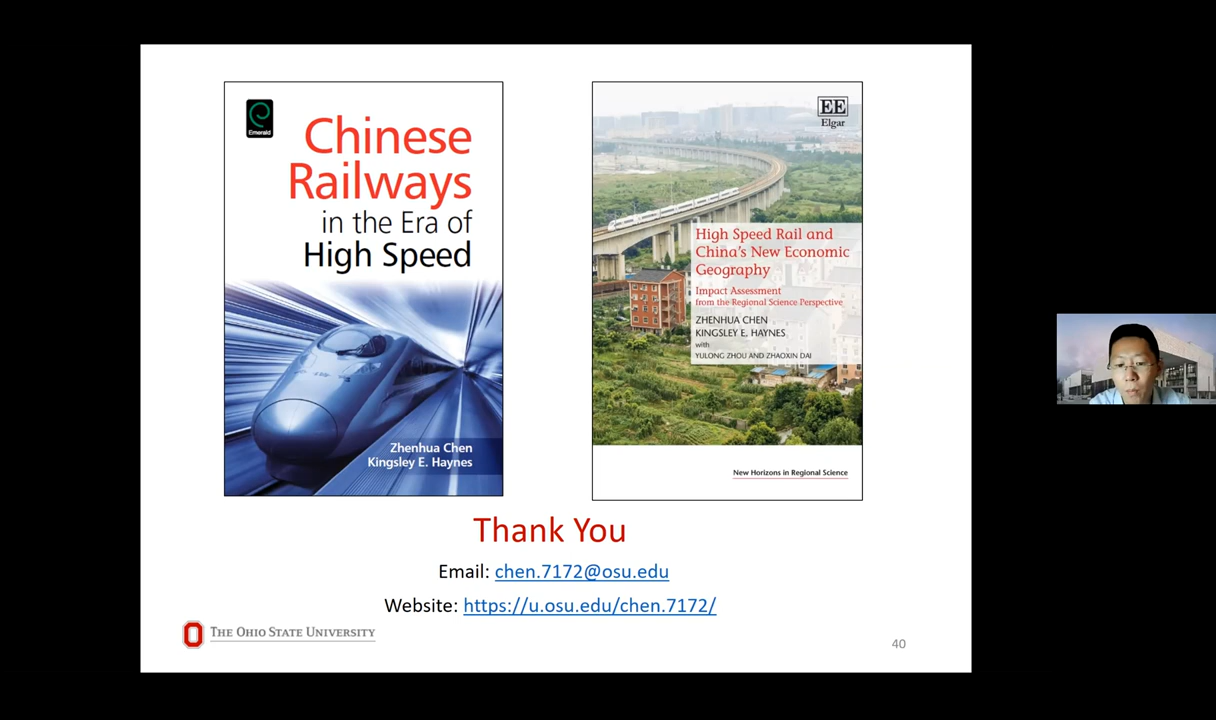 Emerald
Chinese
Railways
in the Era of
High Speed
Zhenhua Chen
Kingsley E. Haynes
EE
Elgar
High Speed Rail and
China's New Economic
Geography
Impact Assessment
from the Regional Science Perspective
ZHENHUA CHEN
KINGSLEY E. HAYNES
with
YULONG ZHOU AND ZHAOXIN DAI
New Horizons in Regional Science
Thank You
Email: chen.7172@osu.edu
Website: https://u.osu.edu/chen.7172/
THE OHIO STATE UNIVERSITY
40